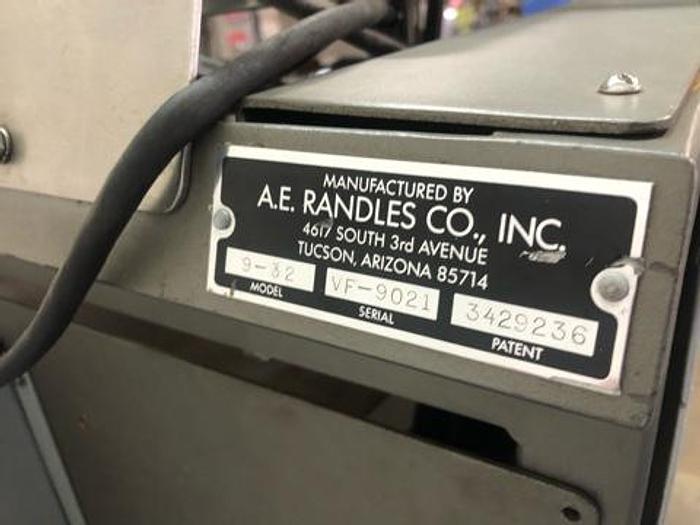 MANUFACTURED BY
A.E. RANDLES CO., INC.
4617 SOUTH 3rd AVENUE
TUCSON, ARIZONA 85714
9-32 VF-9021 3429236
MODEL SERIAL PATENT